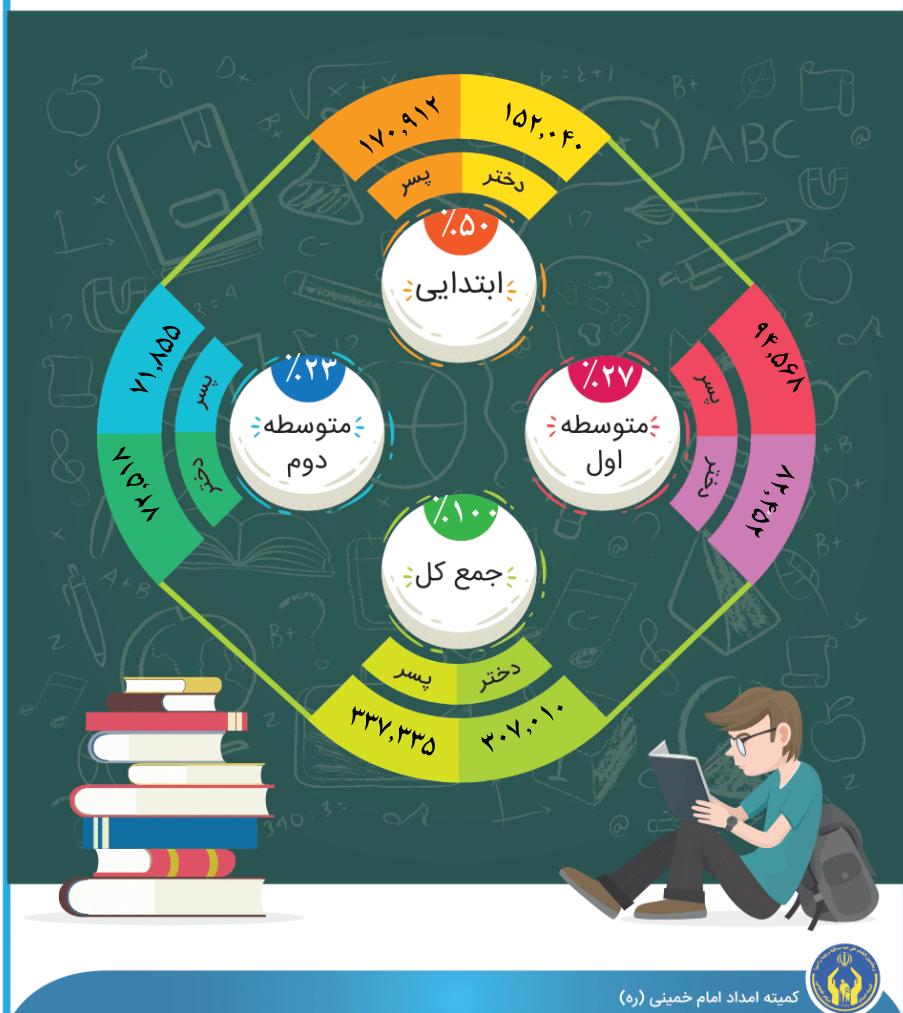 ۱۷۰,۹۱۲
۱۵۲,۰۴۰
پسر
دختر
٪۵۰
ابتدایی
۹۴,۵۶۸
پسر
٪۲۷
متوسطه
اول
دختر
۸۲,۴۵۲
۷۱,۸۵۵
پسر
٪۲۳
متوسطه
دوم
دختر
۷۲,۵۱۸
٪۱۰۰
جمع کل
پسر
دختر
۳۳۷,۳۳۵
۳۰۷,۰۱۰
ABC
کمیته امداد امام خمینی (ره)